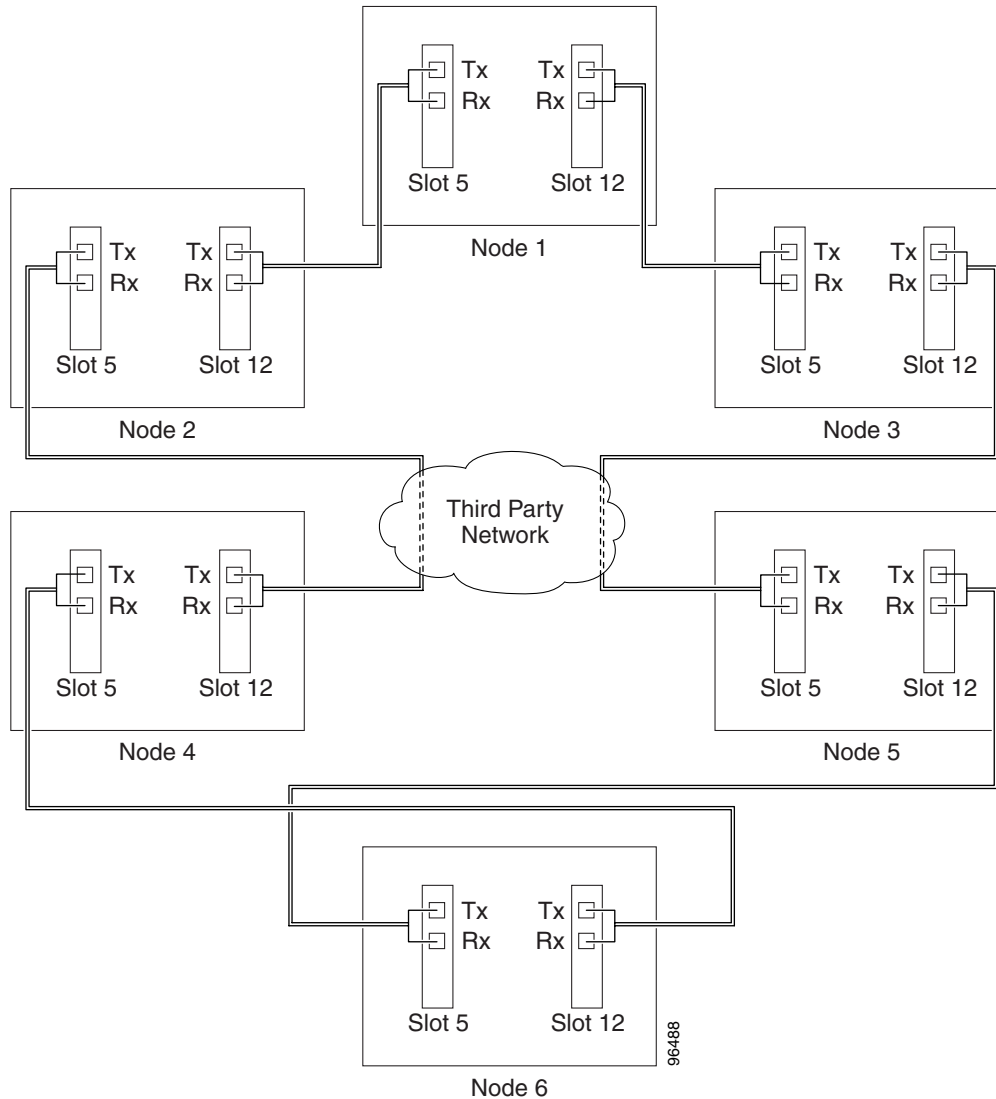 Tx Tx
Rx Rx
Slot 5 Slot 12
Node 1
Tx Tx
Rx Rx
Slot 5 Slot 12
Node 2
Tx Tx
Rx Rx
Slot 5 Slot 12
Node 3
Third Party
Network
Tx Tx
Rx Rx
Slot 5 Slot 12
Node 4
Tx Tx
Rx Rx
Slot 5 Slot 12
Node 5
Tx Tx
Rx Rx
Slot 5 Slot 12
Node 6
96488